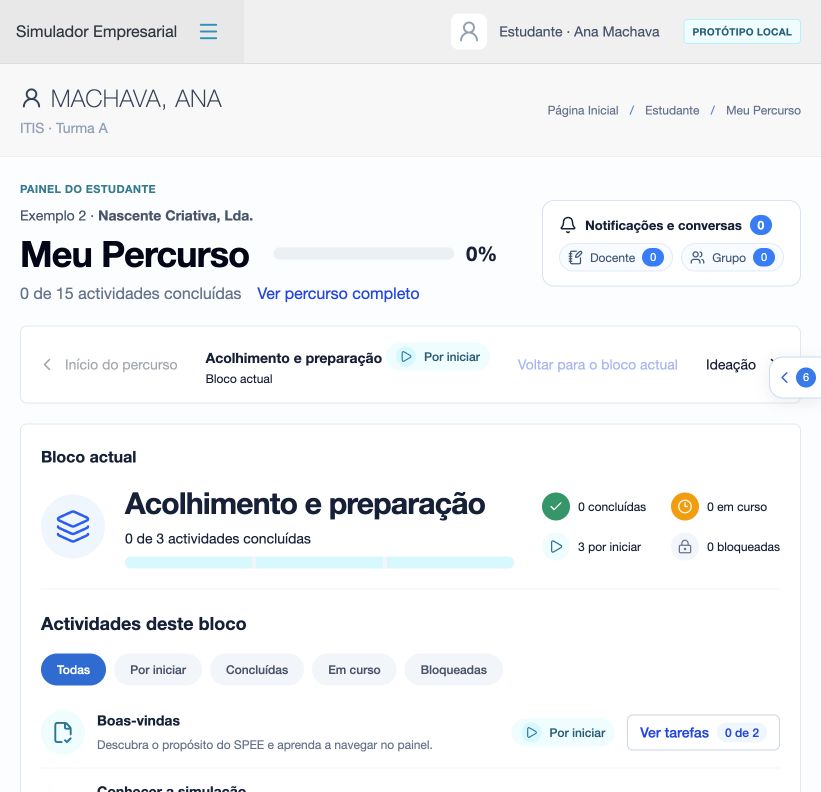 Simulador Empresarial
Estudante · Ana Machava
PROTÓTIPO LOCAL
MACHAVA, ANA
ITIS · Turma A
Página Inicial / Estudante / Meu Percurso
PAINEL DO ESTUDANTE
Exemplo 2 · Nascente Criativa, Lda.
Meu Percurso
0%
0 de 15 actividades concluídas
Ver percurso completo
Notificações e conversas 0
Docente 0
Grupo 0
Início do percurso
Acolhimento e preparação
Por iniciar
Bloco actual
Voltar para o bloco actual
Ideação
6
Bloco actual
Acolhimento e preparação
0 de 3 actividades concluídas
0 concluídas
0 em curso
3 por iniciar
0 bloqueadas
Actividades deste bloco
Todas
Por iniciar
Concluídas
Em curso
Bloqueadas
Boas-vindas
Descubra o propósito do SPEE e aprenda a navegar no painel.
Por iniciar
Ver tarefas 0 de 2
Conhecer a simulação